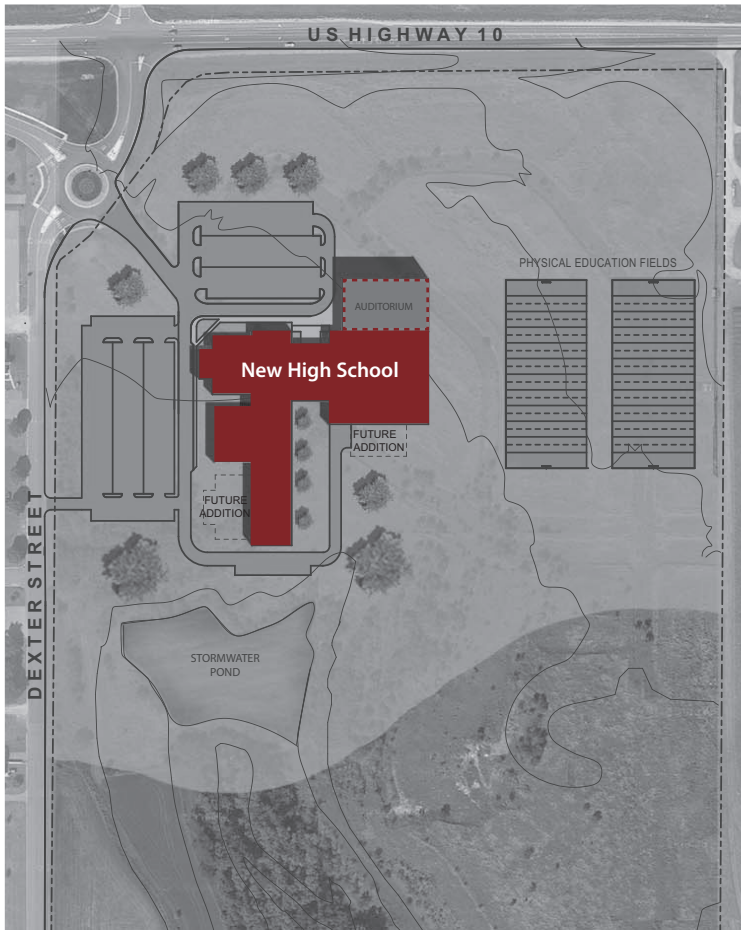 US HIGHWAY 10
PHYSICAL EDUCATION FIELDS
AUDITORIUM
New High School
FUTURE
ADDITION
FUTURE
ADDITION
DEXTER STREET
STORMWATER
POND